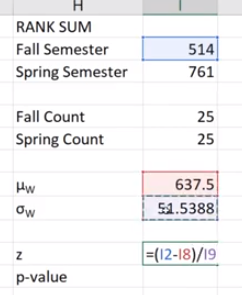 H I
RANK SUM
Fall Semester 514
Spring Semester 761
Fall Count 25
Spring Count 25
μw 637.5
σw 51.5388
z =(I2-I8)/I9
p-value